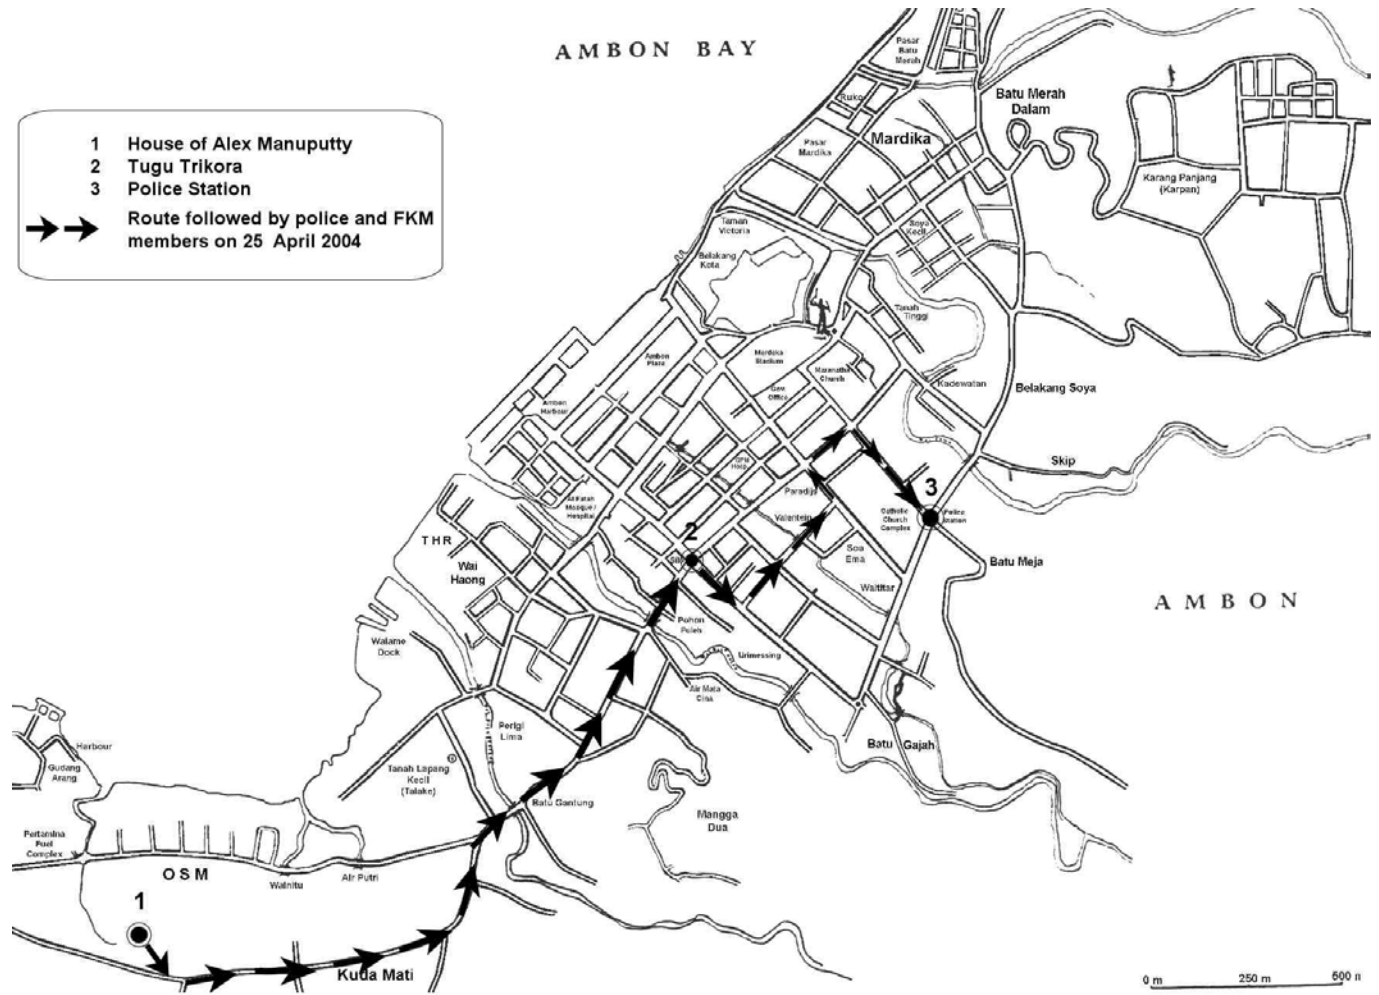 AMBON BAY
1 House of Alex Manuputty
2 Tugu Trikora
3 Police Station
Route followed by police and FKM
members on 25 April 2004
Pasar
Batu
Merah
Ruko
Mardika
Pasar
Mardika
Batu Merah
Dalam
Karang Panjang
(Karpan)
Taman
Victoria
Soya
Kecil
Belakang
Kota
Tanah
Tinggi
Ambon
Plaza
Merdeka
Stadium
Maranatha
Church
Gov.
Office
Kadewatan
Belakang Soya
Ambon
Harbour
Skip
Paradijs
Al Fatah
Mosque /
Hospital
Valentein
Catholic
Church
Complex
3
Police
Station
THR
Wai
Haong
2
Soa
Ema
Batu Meja
Waititar
AMBON
Pohon
Puleh
Walame
Dock
Urimessing
Air Mata
Cina
Perigi
Lima
Batu Gajah
Harbour
Gudang
Arang
Tanah Lapang
Kecil
(Talake)
Batu Gantung
Mangga
Dua
Pertamina
Fuel
Complex
OSM
Wainitu
Air Putri
1
Kuda Mati
0 m 250 m 500 m